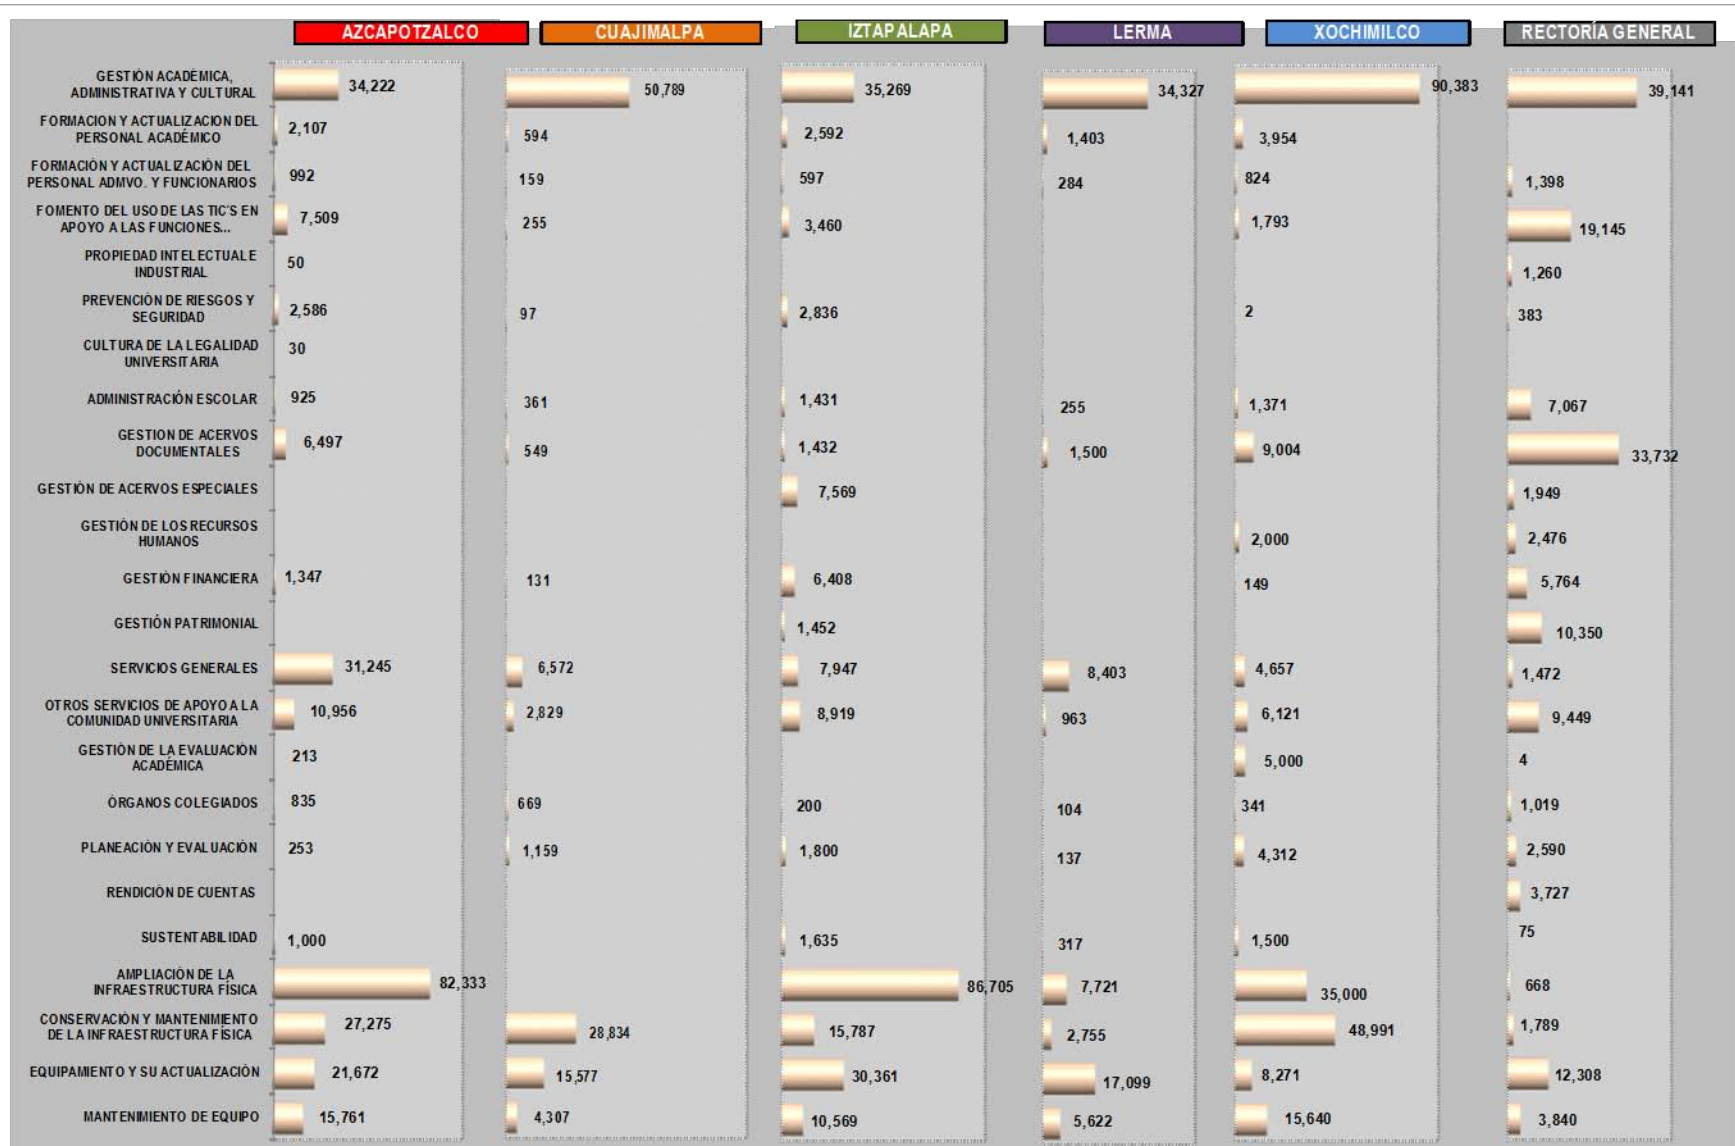 AZCAPOTZALCO CUAJIMALPA IZTAPALAPA LERMA XOCHIMILCO RECTORÍA GENERAL
GESTIÓN ACADÉMICA,
ADMINISTRATIVA Y CULTURAL
34,222 50,789 35,269 34,327 90,383 39,141
FORMACION Y ACTUALIZACION DEL
PERSONAL ACADÉMICO
2,107 594 2,592 1,403 3,954
FORMACIÓN Y ACTUALIZACIÓN DEL
PERSONAL ADMVO. Y FUNCIONARIOS
992 159 597 284 824 1,398
FOMENTO DEL USO DE LAS TIC'S EN
APOYO A LAS FUNCIONES...
7,509 255 3,460 1,793 19,145
PROPIEDAD INTELECTUAL E
INDUSTRIAL
50 1,260
PREVENCIÓN DE RIESGOS Y
SEGURIDAD
2,586 97 2,836 2 383
CULTURA DE LA LEGALIDAD
UNIVERSITARIA
30
ADMINISTRACIÓN ESCOLAR 925 361 1,431 255 1,371 7,067
GESTION DE ACERVOS
DOCUMENTALES
6,497 549 1,432 1,500 9,004 33,732
GESTIÓN DE ACERVOS ESPECIALES 7,569 1,949
GESTIÓN DE LOS RECURSOS
HUMANOS
2,000 2,476
GESTIÓN FINANCIERA 1,347 131 6,408 149 5,764
GESTIÓN PATRIMONIAL 1,452 10,350
SERVICIOS GENERALES 31,245 6,572 7,947 8,403 4,657 1,472
OTROS SERVICIOS DE APOYO A LA
COMUNIDAD UNIVERSITARIA
10,956 2,829 8,919 963 6,121 9,449
GESTIÓN DE LA EVALUACIÓN
ACADÉMICA
213 5,000 4
ÓRGANOS COLEGIADOS 835 669 200 104 341 1,019
PLANEACIÓN Y EVALUACIÓN 253 1,159 1,800 137 4,312 2,590
RENDICIÓN DE CUENTAS 3,727
SUSTENTABILIDAD 1,000 1,635 317 1,500 75
AMPLIACIÓN DE LA
INFRAESTRUCTURA FÍSICA
82,333 86,705 7,721 35,000 668
CONSERVACIÓN Y MANTENIMIENTO
DE LA INFRAESTRUCTURA FÍSICA
27,275 28,834 15,787 2,755 48,991 1,789
EQUIPAMIENTO Y SU ACTUALIZACIÓN 21,672 15,577 30,361 17,099 8,271 12,308
MANTENIMIENTO DE EQUIPO 15,761 4,307 10,569 5,622 15,640 3,840